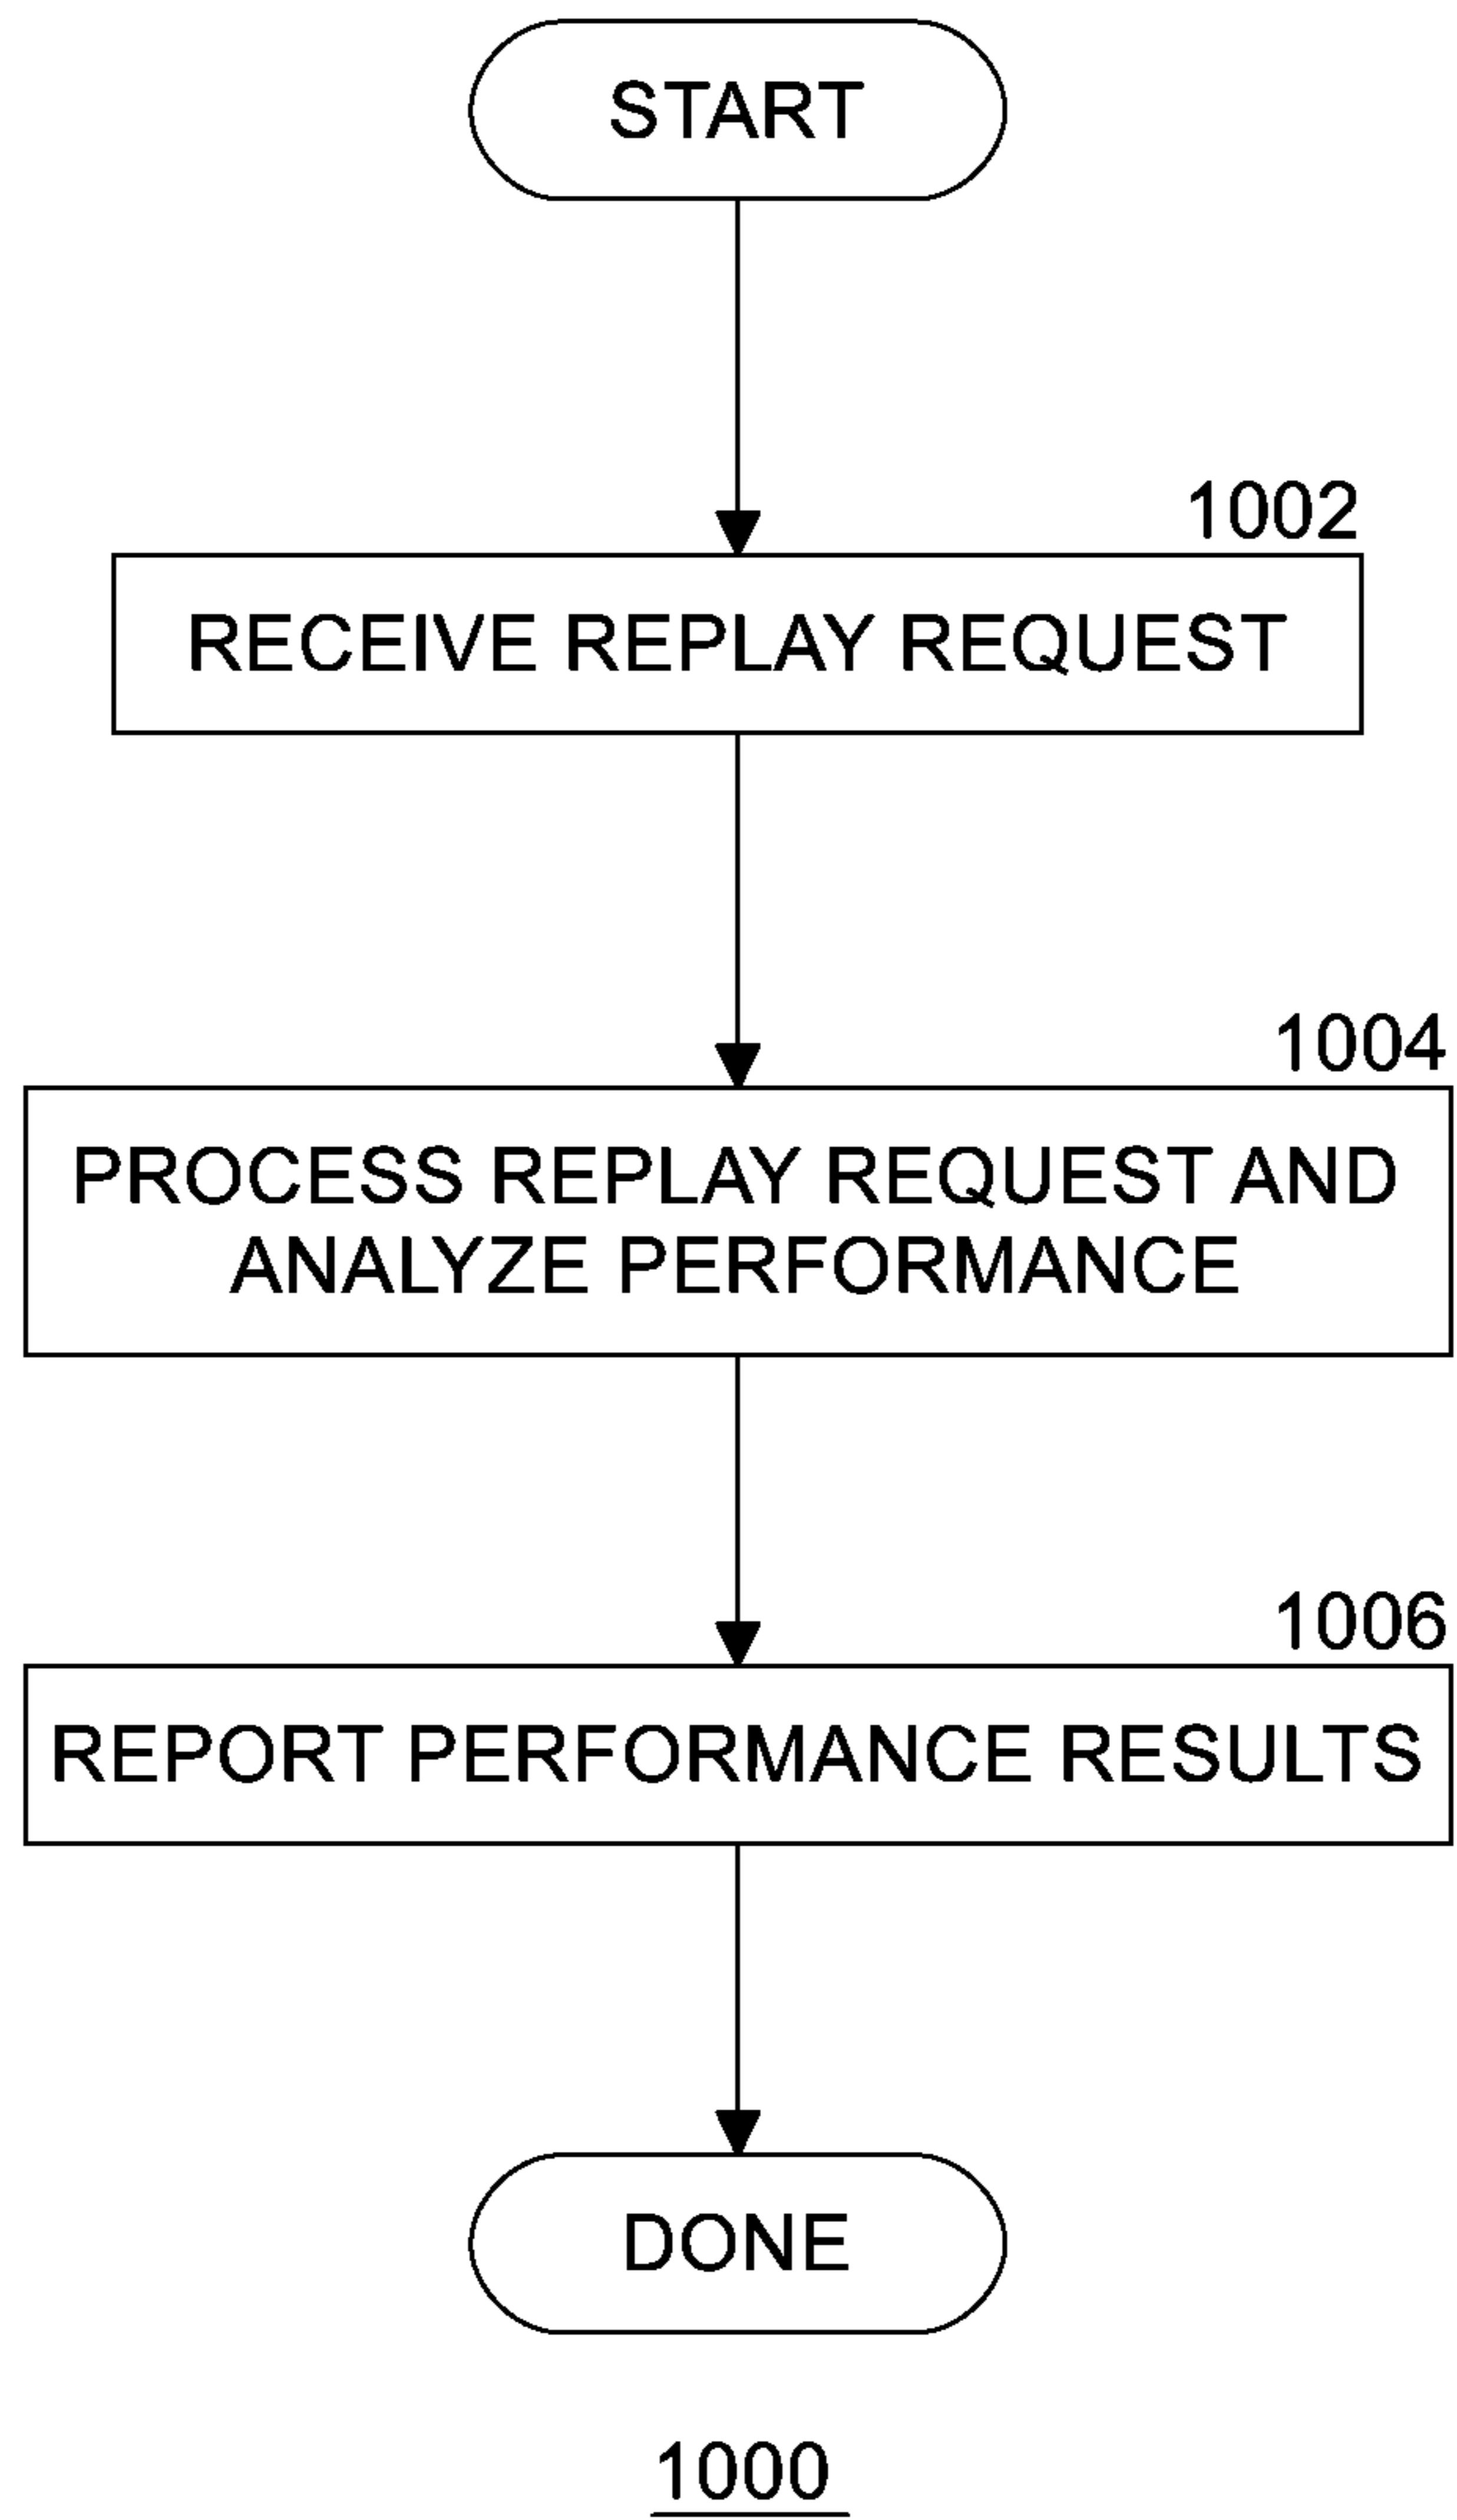 START
1002
RECEIVE REPLAY REQUEST
1004
PROCESS REPLAY REQUEST AND
ANALYZE PERFORMANCE
1006
REPORT PERFORMANCE RESULTS
DONE
1000